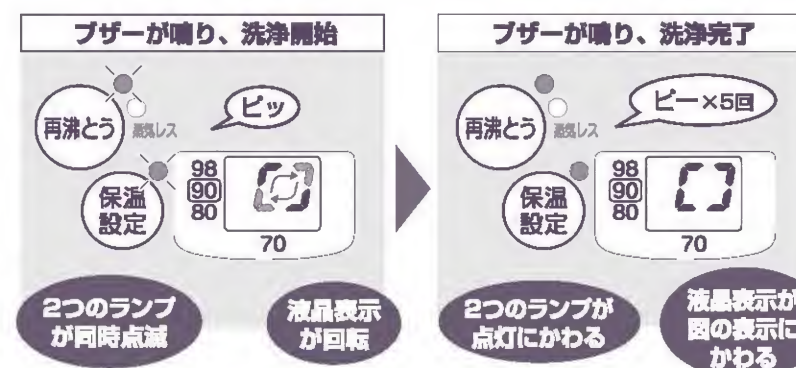 ブザーが鳴り、洗浄開始
再沸とう
蒸気レス
ピッ
保温
設定
98
90
80
70
2つのランプ
が同時点滅
液晶表示
が回転
ブザーが鳴り、洗浄完了
再沸とう
蒸気レス
ピー×5回
保温
設定
98
90
80
70
2つのランプが
点灯にかわる
液晶表示が
図の表示に
かわる